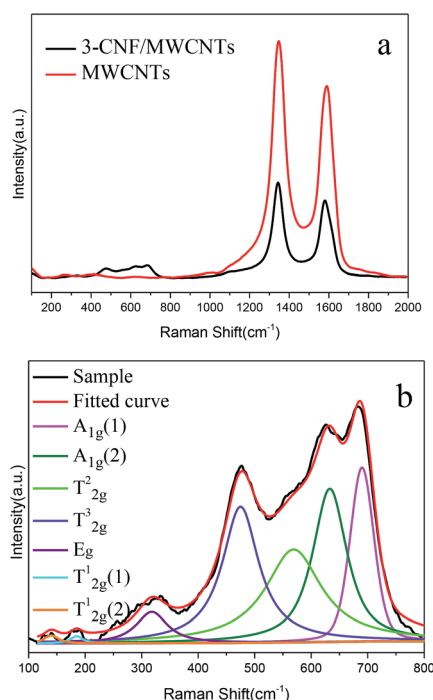 3-CNF/MWCNTs
MWCNTs
a
Intensity(a.u.)
200 400 600 800 1000 1200 1400 1600 1800 2000
Raman Shift(cm⁻¹)
b
Sample
Fitted curve
A₁g(1)
A₁g(2)
T²₂g
T³₂g
Eg
T¹₂g(1)
T¹₂g(2)
Intensity(a.u.)
100 200 300 400 500 600 700 800
Raman Shift(cm⁻¹)